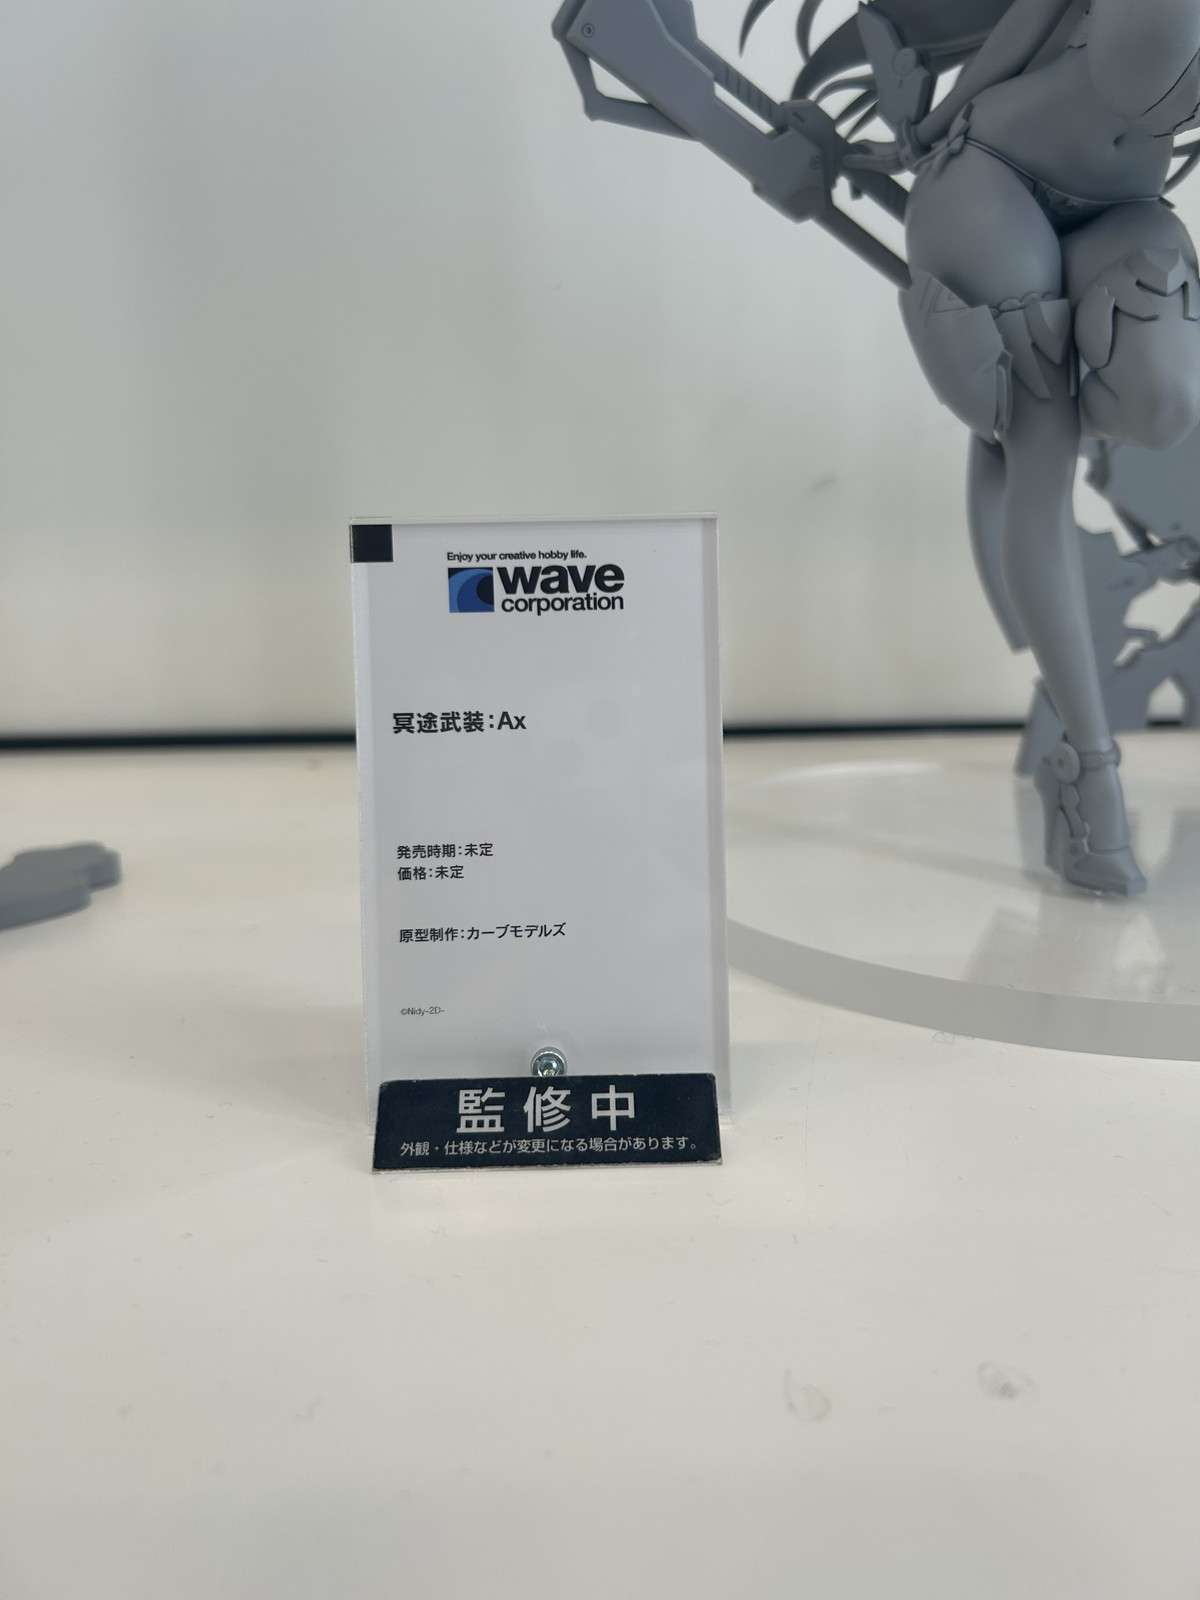 Enjoy your creative hobby life.
wave
corporation
冥途武装：Ax
発売時期：未定
価格：未定
原型制作：カーブモデルズ
©Nidy-2D-
監修中
外観・仕様などが変更になる場合があります。